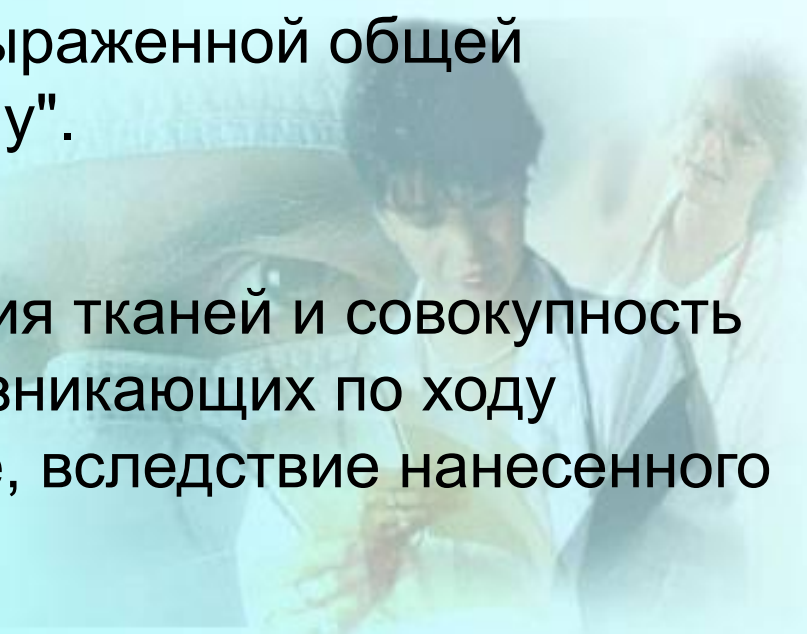 ыраженной общей
у".
ия тканей и совокупность
зникающих по ходу
е, вследствие нанесенного